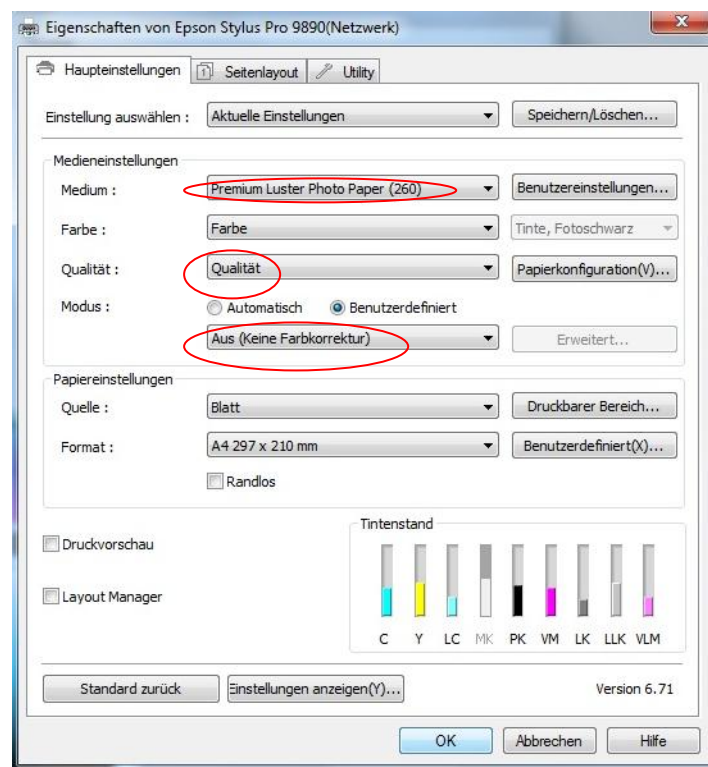 Eigenschaften von Epson Stylus Pro 9890(Netzwerk)
Haupteinstellungen Seitenlayout Utility
Einstellung auswählen : Aktuelle Einstellungen Speichern/Löschen...
Medieneinstellungen
Medium : Premium Luster Photo Paper (260) Benutzereinstellungen...
Farbe : Farbe Tinte, Fotoschwarz
Qualität : Qualität Papierkonfiguration(V)...
Modus : Automatisch Benutzerdefiniert
Aus (Keine Farbkorrektur) Erweitert...
Papiereinstellungen
Quelle : Blatt Druckbarer Bereich...
Format : A4 297 x 210 mm Benutzerdefiniert(X)...
Randlos
Tintenstand
Druckvorschau
Layout Manager
C Y LC MK PK VM LK LLK VLM
Standard zurück Einstellungen anzeigen(Y)... Version 6.71
OK Abbrechen Hilfe